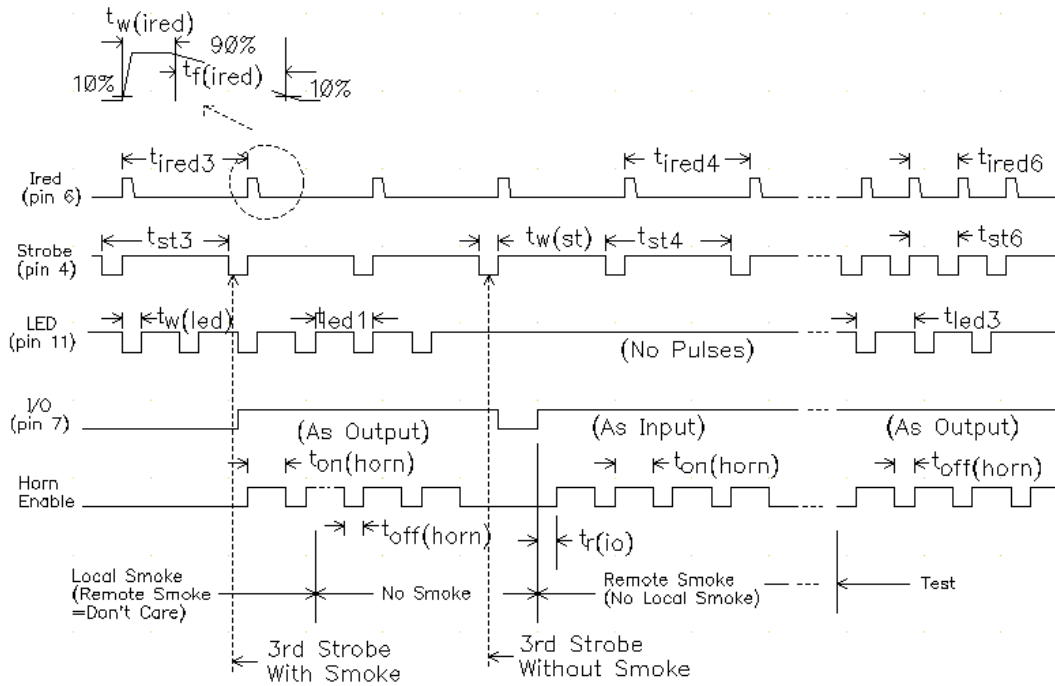 tw(ired)
90%
10%
tf(ired)
10%
Ired
(pin 6)
tired3
tired4
tired6
Strobe
(pin 4)
tst3
tw(st)
tst4
tst6
LED
(pin 11)
tw(led)
tled1
(No Pulses)
tled3
I/O
(pin 7)
(As Output)
(As Input)
(As Output)
Horn
Enable
ton(horn)
ton(horn)
toff(horn)
toff(horn)
tr(io)
Local Smoke
(Remote Smoke
=Don't Care)
No Smoke
Remote Smoke
(No Local Smoke)
Test
3rd Strobe
With Smoke
3rd Strobe
Without Smoke